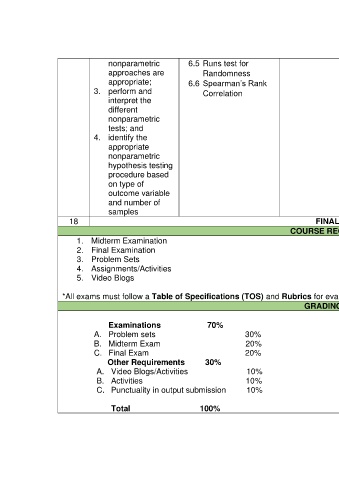 nonparametric
approaches are
appropriate;
3. perform and
interpret the
different
nonparametric
tests; and
4. identify the
appropriate
nonparametric
hypothesis testing
procedure based
on type of
outcome variable
and number of
samples
6.5 Runs test for
Randomness
6.6 Spearman's Rank
Correlation
18 FINAL
COURSE RE
1. Midterm Examination
2. Final Examination
3. Problem Sets
4. Assignments/Activities
5. Video Blogs
*All exams must follow a Table of Specifications (TOS) and Rubrics for eva
GRADING
Examinations 70%
A. Problem sets 30%
B. Midterm Exam 20%
C. Final Exam 20%
Other Requirements 30%
A. Video Blogs/Activities 10%
B. Activities 10%
C. Punctuality in output submission 10%
Total 100%